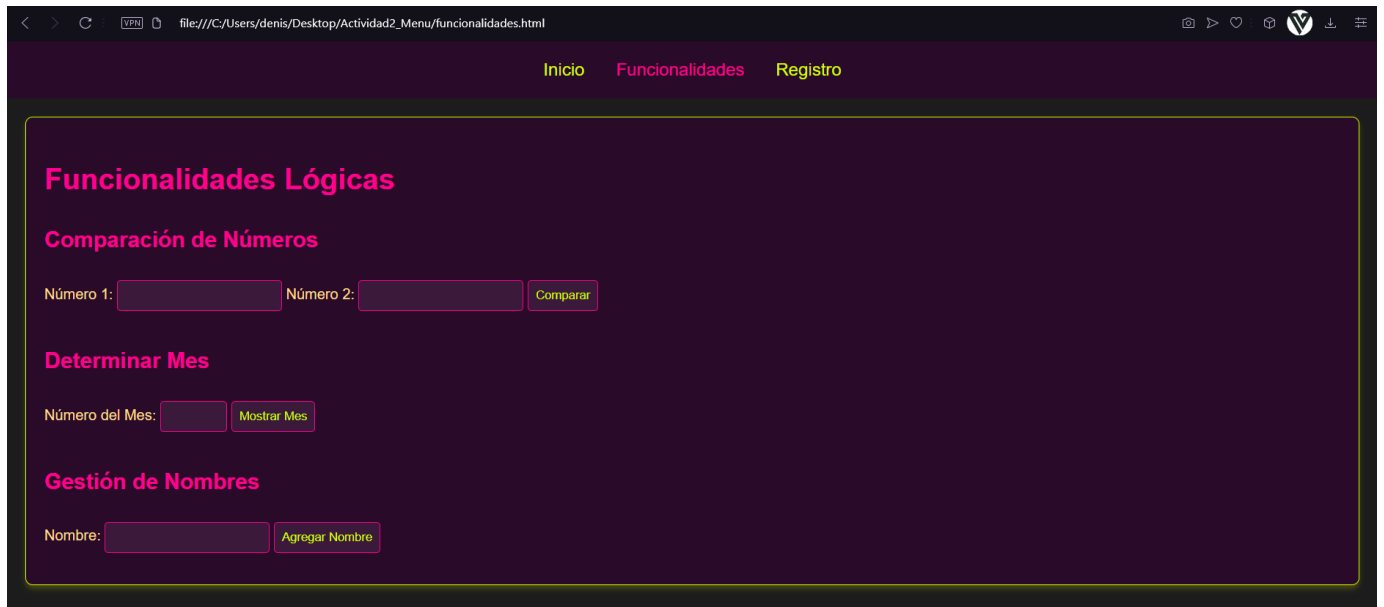 VPN file:///C:/Users/denis/Desktop/Actividad2_Menu/funcionalidades.html
Inicio Funcionalidades Registro
Funcionalidades Lógicas
Comparación de Números
Número 1: Número 2: Comparar
Determinar Mes
Número del Mes: Mostrar Mes
Gestión de Nombres
Nombre: Agregar Nombre